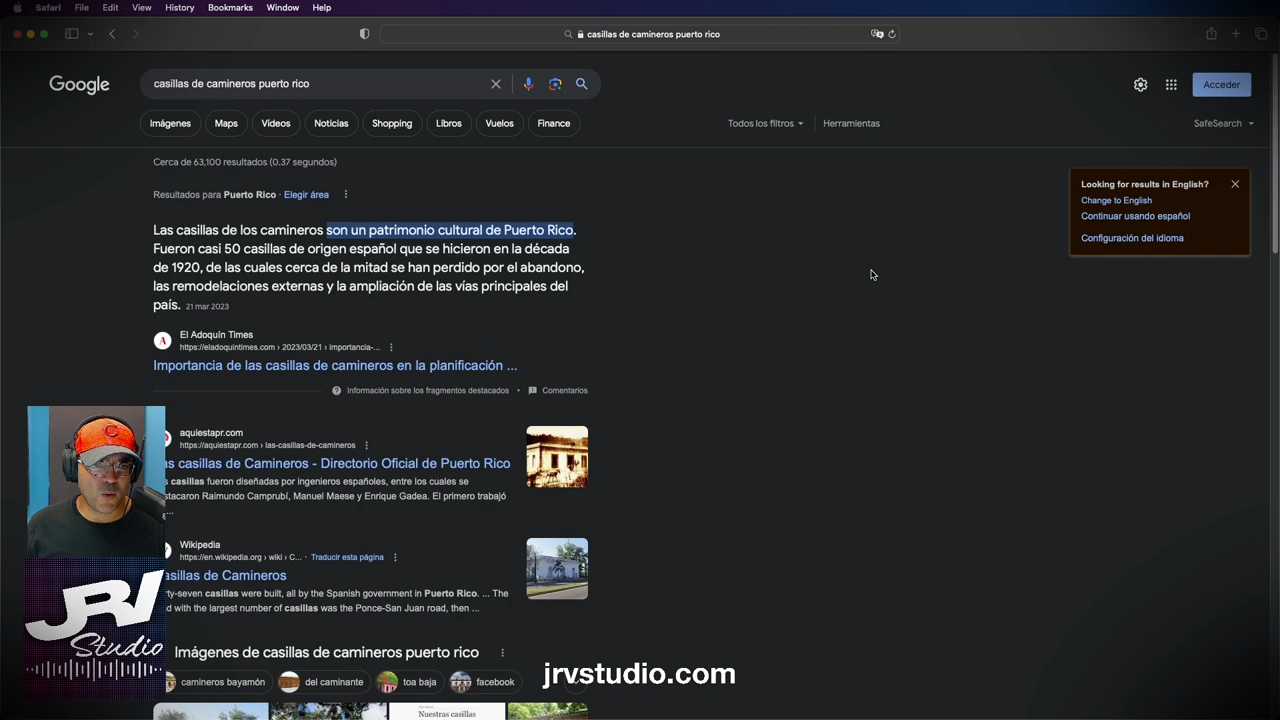 Safari File Edit View History Bookmarks Window Help
casillas de camineros puerto rico
Google
casillas de camineros puerto rico
Acceder
Imágenes Maps Vídeos Noticias Shopping Libros Vuelos Finance Todos los filtros Herramientas SafeSearch
Cerca de 63,100 resultados (0.37 segundos)
Resultados para Puerto Rico · Elegir área
Looking for results in English?
Change to English
Continuar usando español
Configuración del idioma
Las casillas de los camineros son un patrimonio cultural de Puerto Rico.
Fueron casi 50 casillas de origen español que se hicieron en la década
de 1920, de las cuales cerca de la mitad se han perdido por el abandono,
las remodelaciones externas y la ampliación de las vías principales del
país. 21 mar 2023
El Adoquín Times
https://eladoquintimes.com › 2023/03/21 › importancia-...
Importancia de las casillas de camineros en la planificación ...
Información sobre los fragmentos destacados • Comentarios
aquiestapr.com
https://aquiestapr.com › las-casillas-de-camineros
as casillas de Camineros - Directorio Oficial de Puerto Rico
s casillas fueron diseñadas por ingenieros españoles, entre los cuales se
stacaron Raimundo Camprubí, Manuel Maese y Enrique Gadea. El primero trabajó
...
Wikipedia
https://en.wikipedia.org › wiki › C... · Traducir esta página
asillas de Camineros
rty-seven casillas were built, all by the Spanish government in Puerto Rico. ... The
d with the largest number of casillas was the Ponce-San Juan road, then ...
Imágenes de casillas de camineros puerto rico
camineros bayamón del caminante toa baja facebook
Nuestras casillas
JRV
Studio
jrvstudio.com